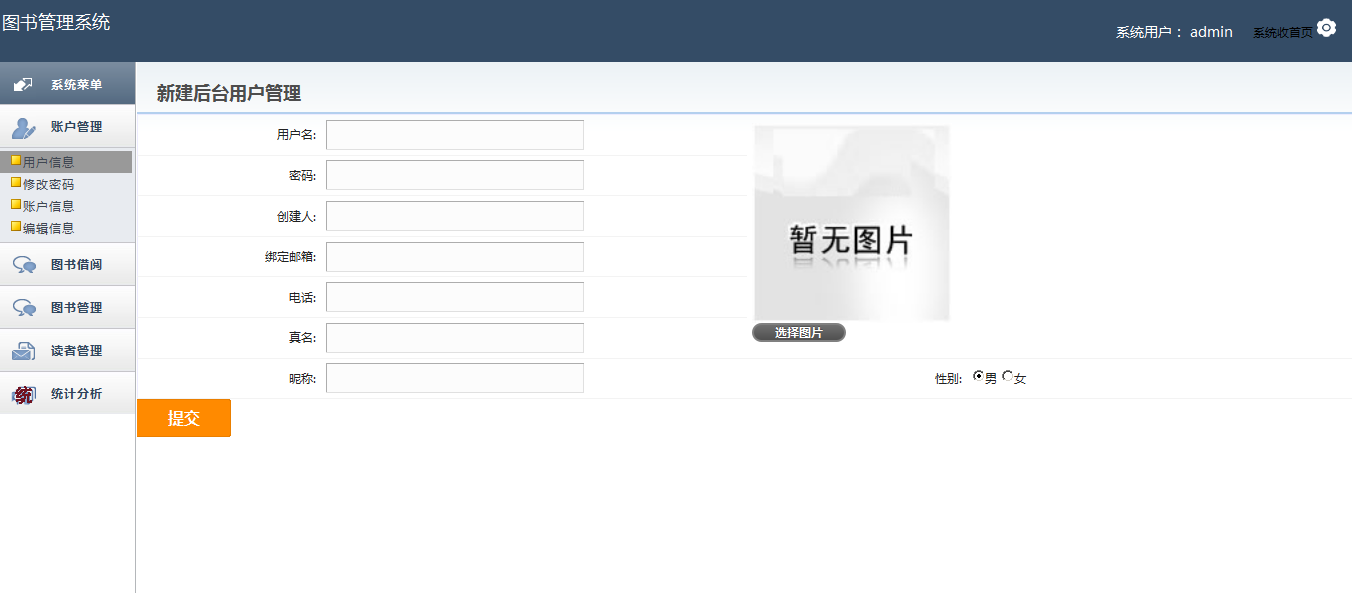 图书管理系统
系统用户： admin 系统收首页
系统菜单
账户管理
用户信息
修改密码
账户信息
编辑信息
图书借阅
图书管理
读者管理
统 统计分析
新建后台用户管理
用户名:
密码:
创建人:
绑定邮箱:
电话:
真名:
昵称:
暂无图片
选择图片
性别: 男 女
提交